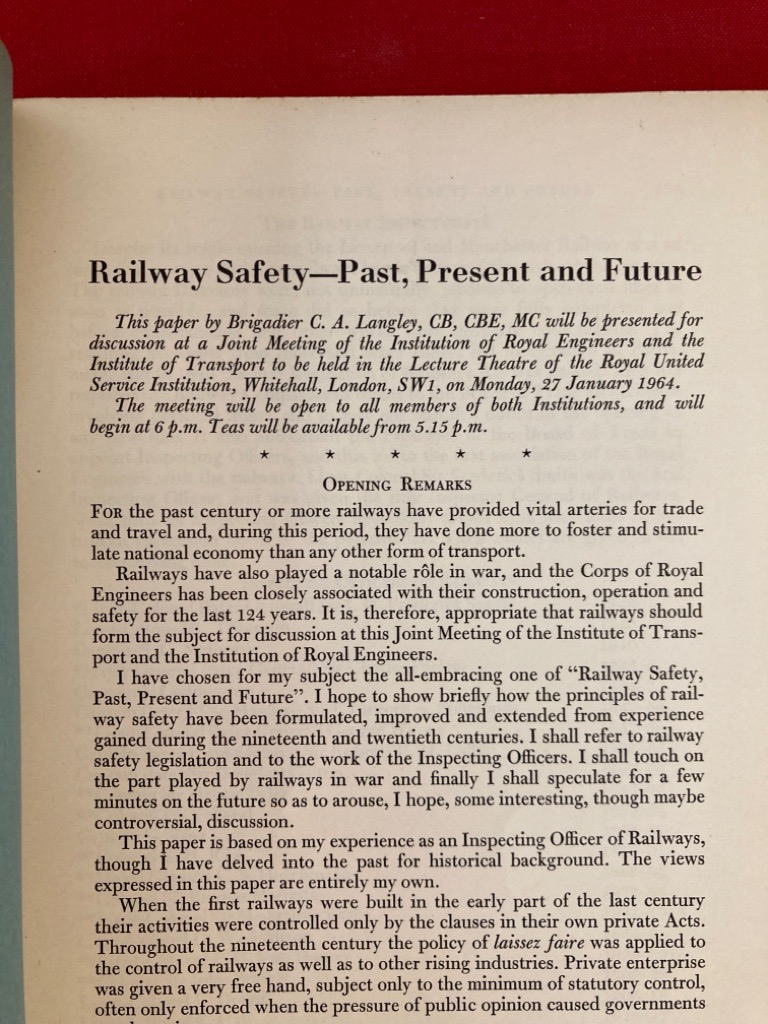 Railway Safety—Past, Present and Future
This paper by Brigadier C. A. Langley, CB, CBE, MC will be presented for
discussion at a Joint Meeting of the Institution of Royal Engineers and the
Institute of Transport to be held in the Lecture Theatre of the Royal United
Service Institution, Whitehall, London, SW1, on Monday, 27 January 1964.
The meeting will be open to all members of both Institutions, and will
begin at 6 p.m. Teas will be available from 5.15 p.m.
★ ★ ★ ★ ★
OPENING REMARKS
FOR the past century or more railways have provided vital arteries for trade
and travel and, during this period, they have done more to foster and stimu-
late national economy than any other form of transport.
Railways have also played a notable rôle in war, and the Corps of Royal
Engineers has been closely associated with their construction, operation and
safety for the last 124 years. It is, therefore, appropriate that railways should
form the subject for discussion at this Joint Meeting of the Institute of Trans-
port and the Institution of Royal Engineers.
I have chosen for my subject the all-embracing one of "Railway Safety,
Past, Present and Future". I hope to show briefly how the principles of rail-
way safety have been formulated, improved and extended from experience
gained during the nineteenth and twentieth centuries. I shall refer to railway
safety legislation and to the work of the Inspecting Officers. I shall touch on
the part played by railways in war and finally I shall speculate for a few
minutes on the future so as to arouse, I hope, some interesting, though maybe
controversial, discussion.
This paper is based on my experience as an Inspecting Officer of Railways,
though I have delved into the past for historical background. The views
expressed in this paper are entirely my own.
When the first railways were built in the early part of the last century
their activities were controlled only by the clauses in their own private Acts.
Throughout the nineteenth century the policy of laissez faire was applied to
the control of railways as well as to other rising industries. Private enterprise
was given a very free hand, subject only to the minimum of statutory control,
often only enforced when the pressure of public opinion caused governments